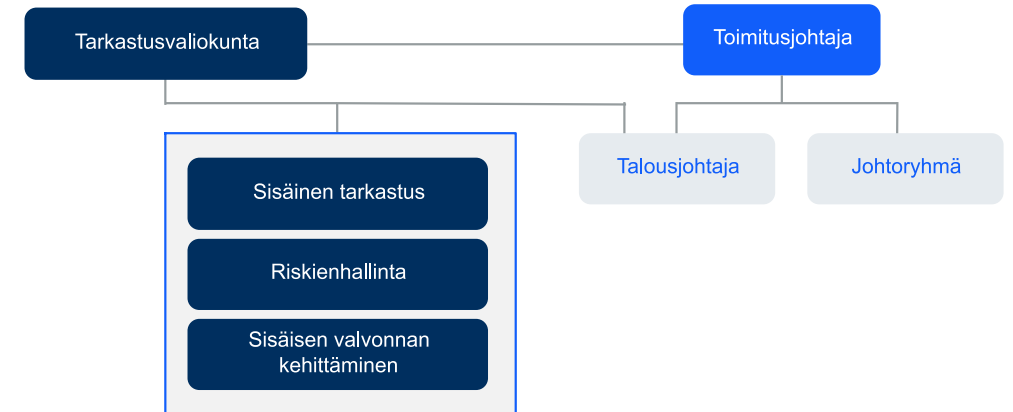 Tarkastusvaliokunta
Toimitusjohtaja
Talousjohtaja
Johtoryhmä
Sisäinen tarkastus
Riskienhallinta
Sisäisen valvonnan
kehittäminen